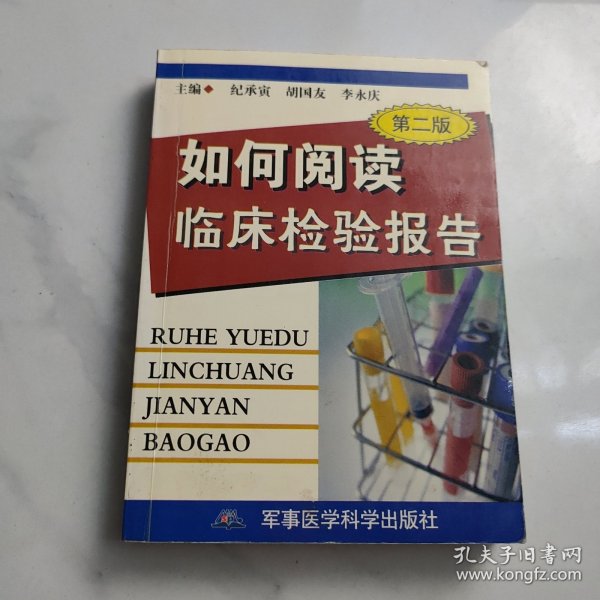 主编◆ 纪承寅 胡国友 李永庆
第二版
如何阅读
临床检验报告
RUHE YUEDU
LINCHUANG
JIANYAN
BAOGAO
军事医学科学出版社
孔夫子旧书网
www.kongfz.com